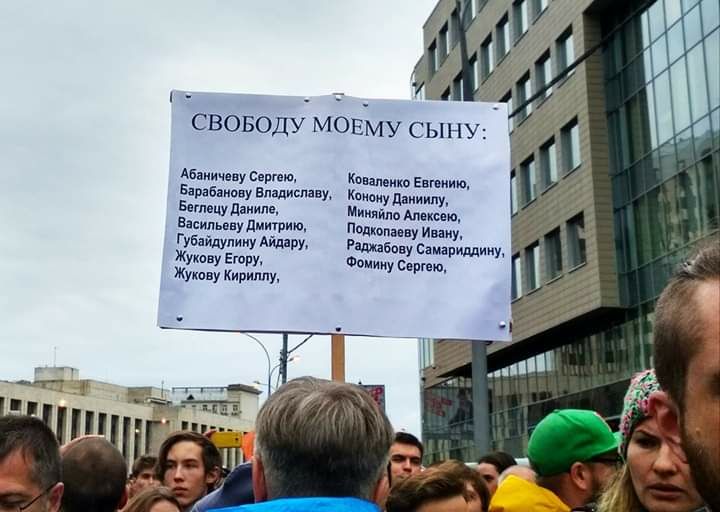 СВОБОДУ МОЕМУ СЫНУ:
Абаничеву Сергею,
Барабанову Владиславу,
Беглецу Даниле,
Васильеву Дмитрию,
Губайдулину Айдару,
Жукову Егору,
Жукову Кириллу,
Коваленко Евгению,
Конону Даниилу,
Миняйло Алексею,
Подкопаеву Ивану,
Раджабову Самариддину,
Фомину Сергею,